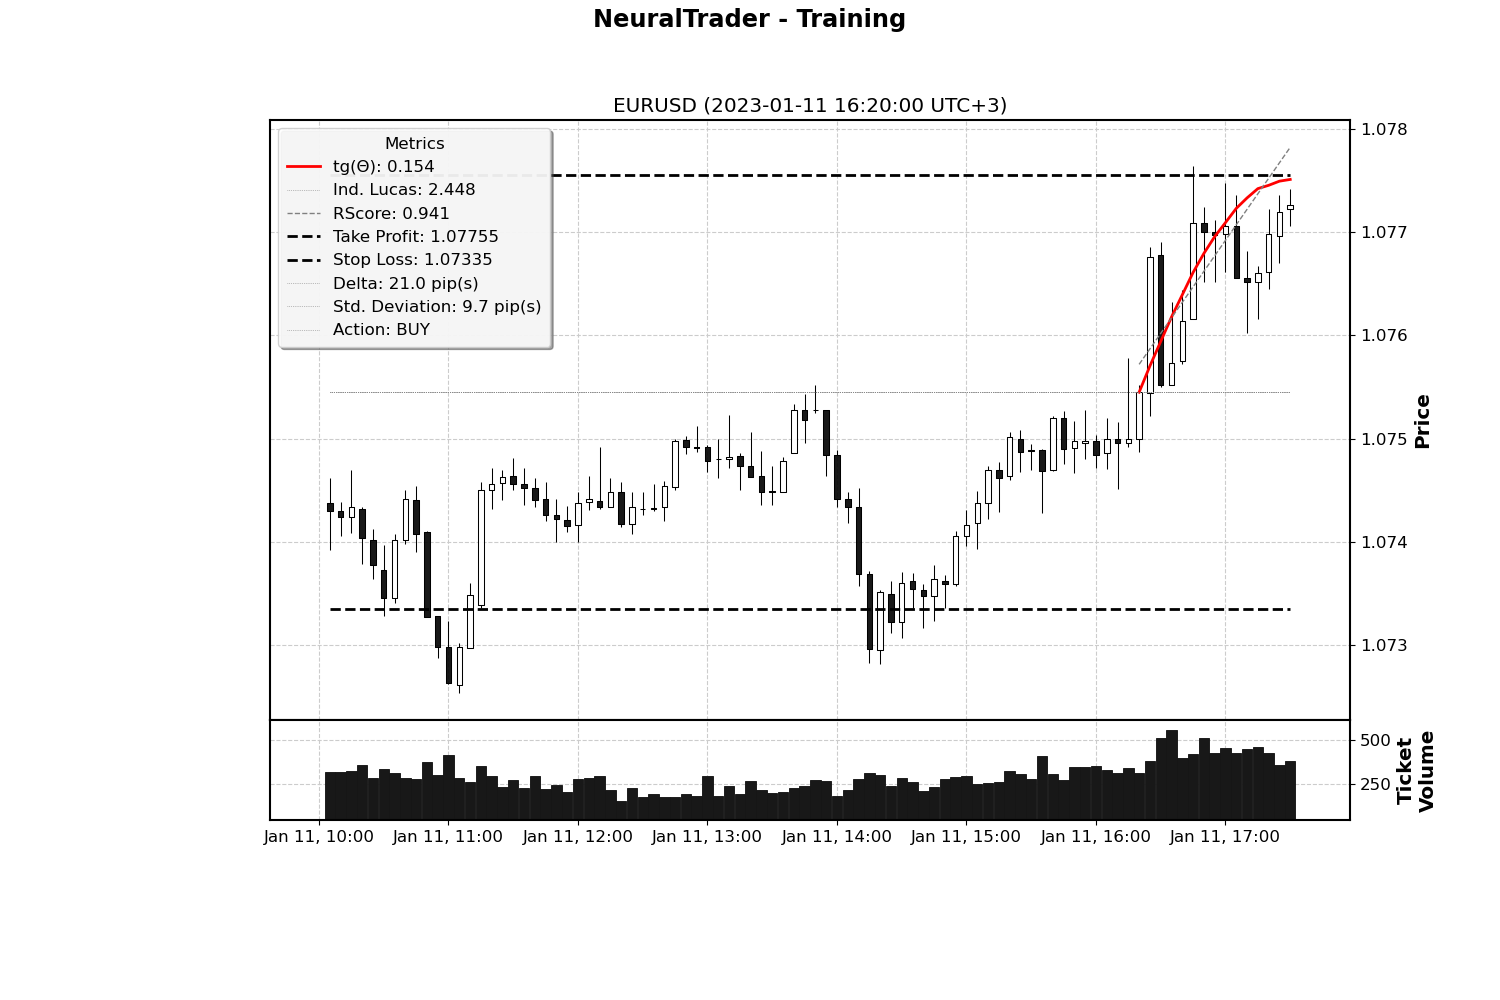 NeuralTrader - Training
EURUSD (2023-01-11 16:20:00 UTC+3)
Metrics
tg(Θ): 0.154
Ind. Lucas: 2.448
RScore: 0.941
Take Profit: 1.07755
Stop Loss: 1.07335
Delta: 21.0 pip(s)
Std. Deviation: 9.7 pip(s)
Action: BUY
1.078
1.077
1.076
1.075
1.074
1.073
Price
500
250
Ticket
Volume
Jan 11, 10:00
Jan 11, 11:00
Jan 11, 12:00
Jan 11, 13:00
Jan 11, 14:00
Jan 11, 15:00
Jan 11, 16:00
Jan 11, 17:00